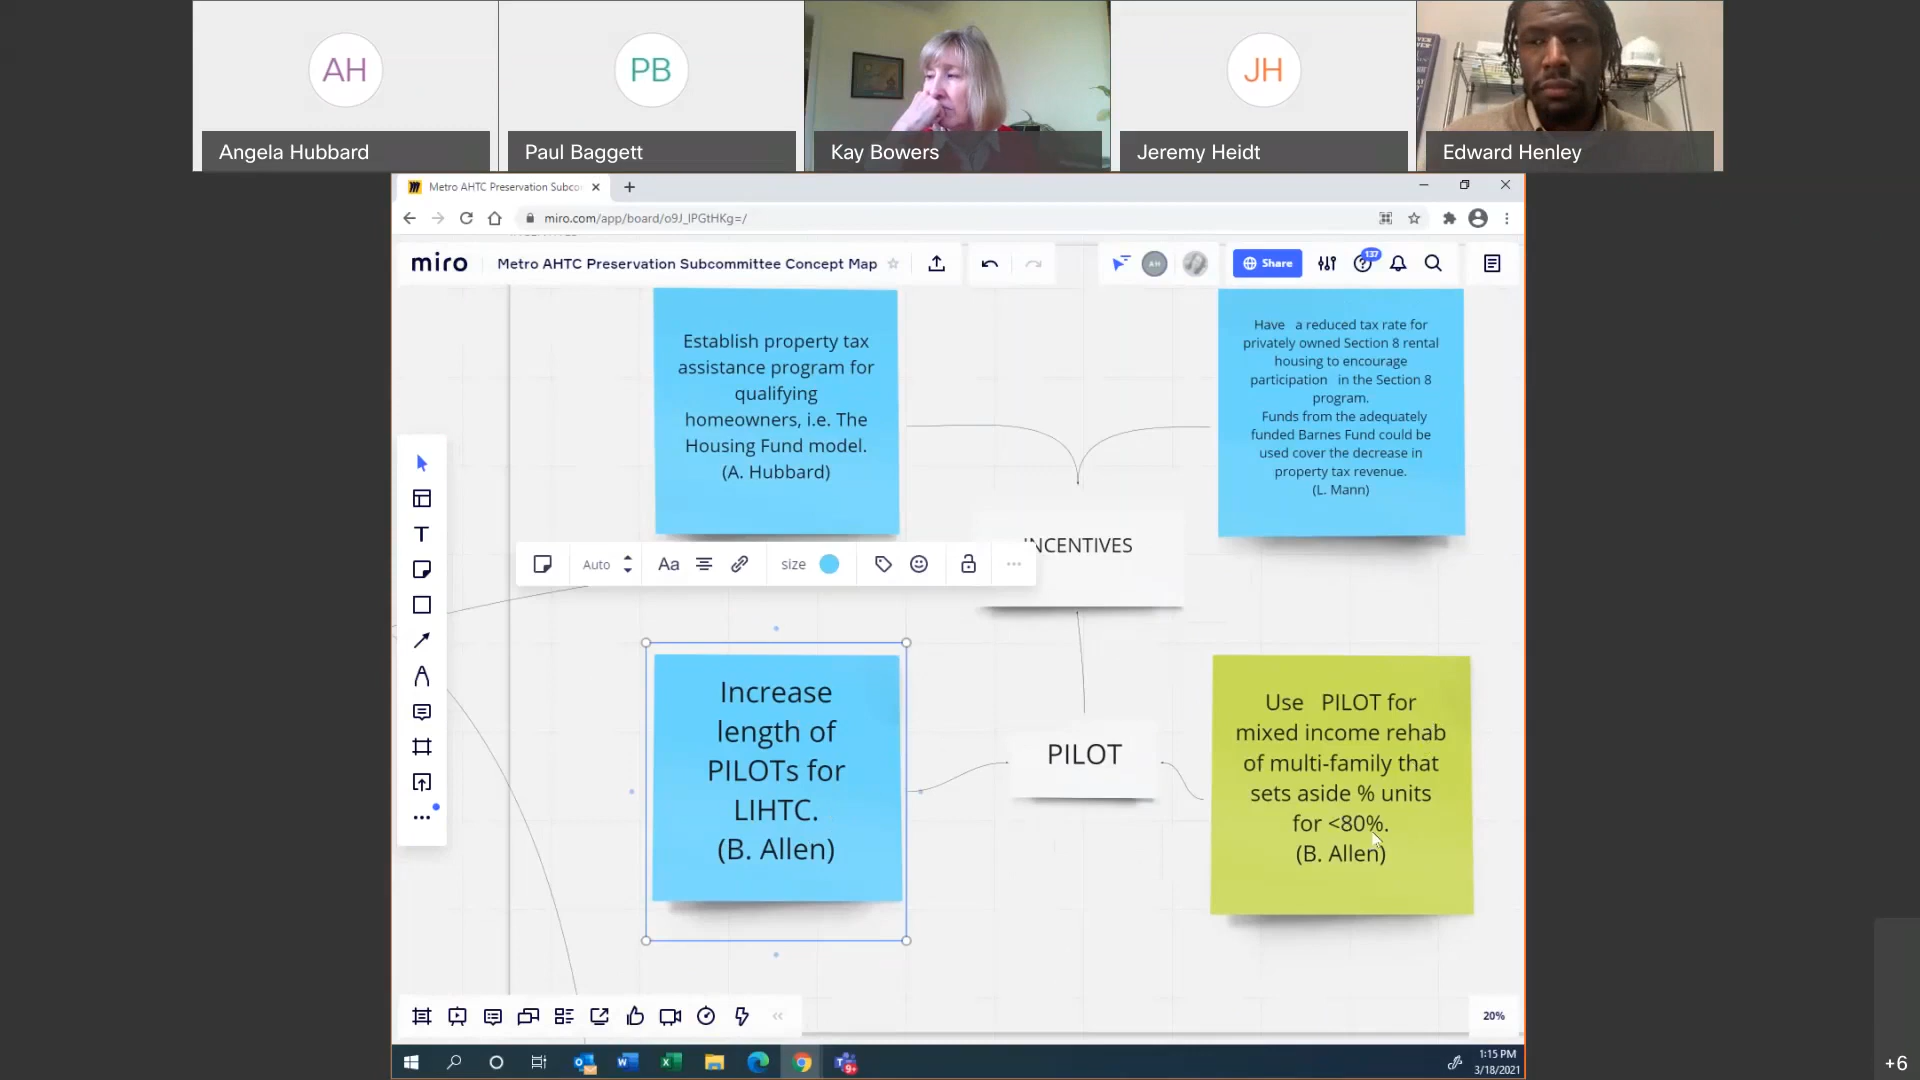 AH
PB
JH
Angela Hubbard
Paul Baggett
Kay Bowers
Jeremy Heidt
Edward Henley
Metro AHTC Preservation Subco
miro.com/app/board/o9J_lPGtHKg=/
miro
Metro AHTC Preservation Subcommittee Concept Map
AH
Share
137
Establish property tax
assistance program for
qualifying
homeowners, i.e. The
Housing Fund model.
(A. Hubbard)
Have a reduced tax rate for
privately owned Section 8 rental
housing to encourage
participation in the Section 8
program.
Funds from the adequately
funded Barnes Fund could be
used cover the decrease in
property tax revenue.
(L. Mann)
Auto
Aa
size
INCENTIVES
Increase
length of
PILOTs for
LIHTC.
(B. Allen)
PILOT
Use PILOT for
mixed income rehab
of multi-family that
sets aside % units
for <80%.
(B. Allen)
20%
9+
1:15 PM
3/18/2021
+6